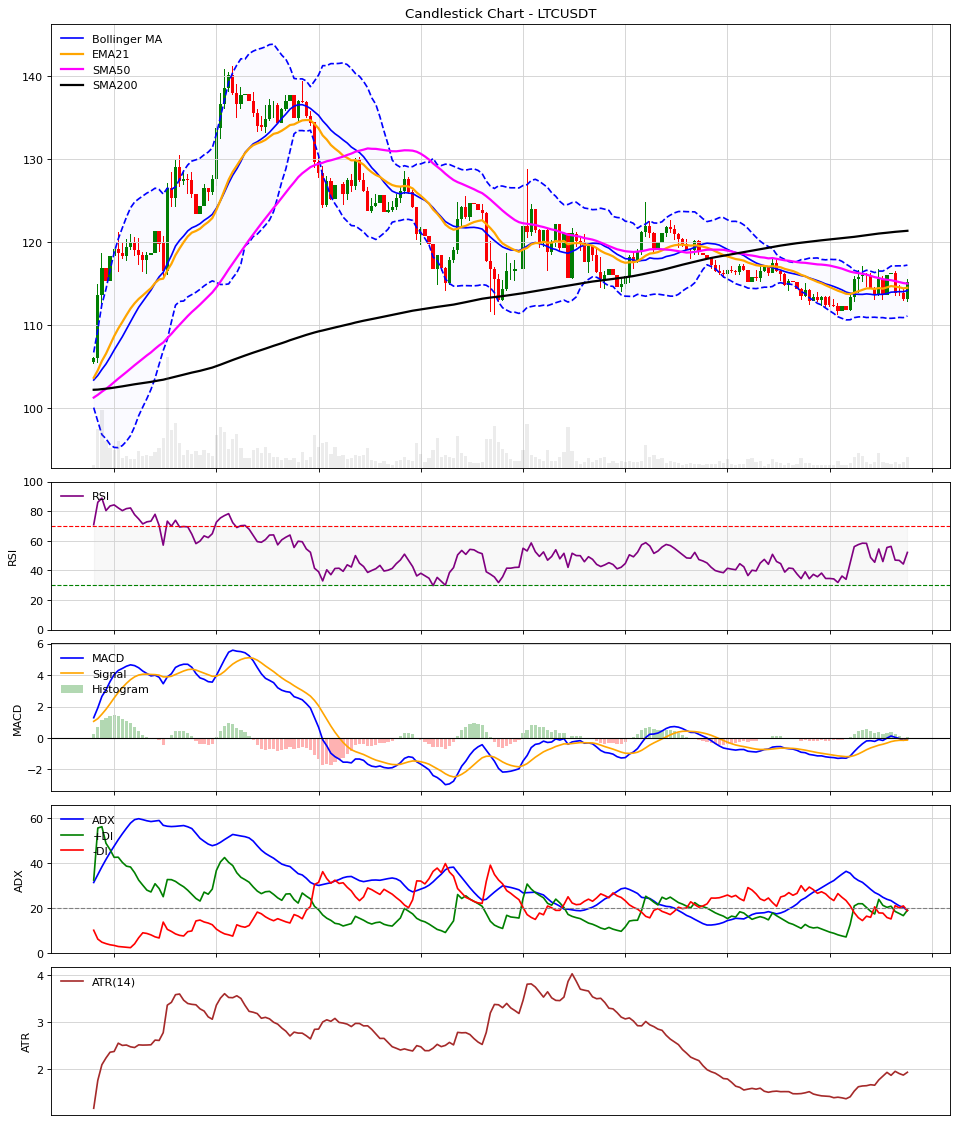 Candlestick Chart - LTCUSDT
Bollinger MA
EMA21
SMA50
SMA200
140
130
120
110
100
RSI
100
80
60
40
20
0
RSI
MACD
Signal
Histogram
6
4
2
0
−2
MACD
ADX
+DI
-DI
60
40
20
0
ADX
ATR(14)
4
3
2
ATR